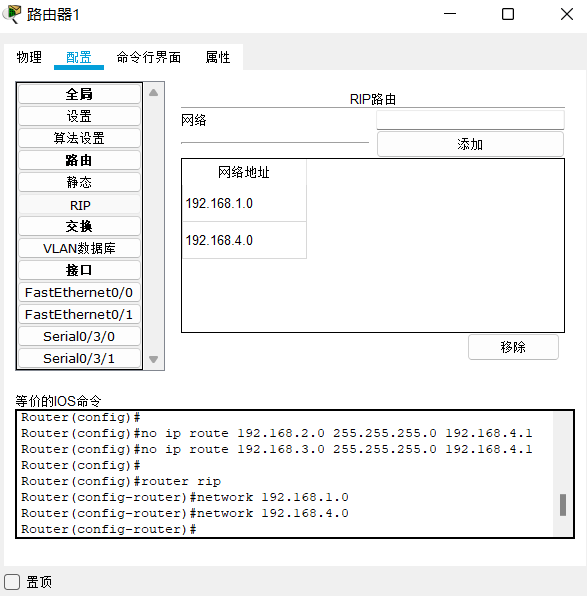 路由器1
物理 配置 命令行界面 属性
全局
设置
算法设置
路由
静态
RIP
交换
VLAN数据库
接口
FastEthernet0/0
FastEthernet0/1
Serial0/3/0
Serial0/3/1
RIP路由
网络
添加
网络地址
192.168.1.0
192.168.4.0
移除
等价的IOS命令
Router(config)#
Router(config)#no ip route 192.168.2.0 255.255.255.0 192.168.4.1
Router(config)#no ip route 192.168.3.0 255.255.255.0 192.168.4.1
Router(config)#
Router(config)#router rip
Router(config-router)#network 192.168.1.0
Router(config-router)#network 192.168.4.0
Router(config-router)#
置顶